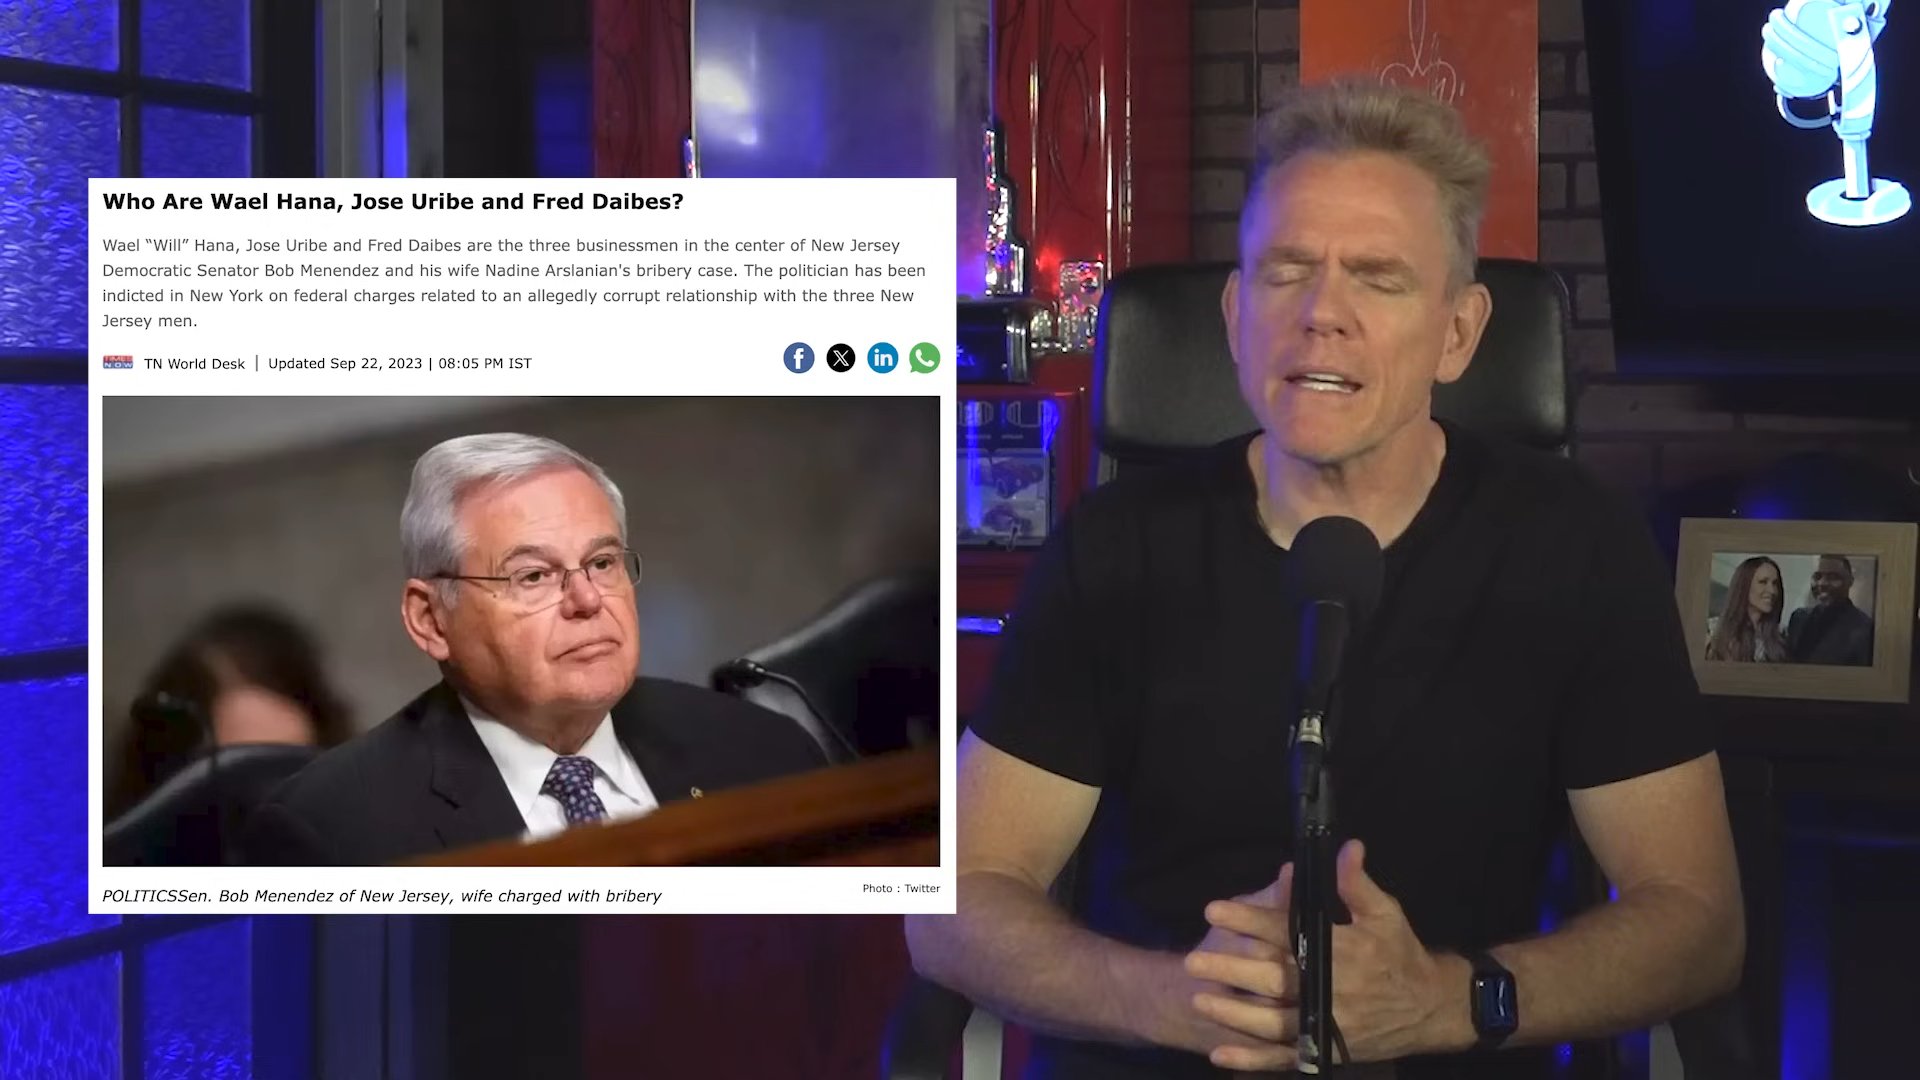 Who Are Wael Hana, Jose Uribe and Fred Daibes?
Wael “Will” Hana, Jose Uribe and Fred Daibes are the three businessmen in the center of New Jersey
Democratic Senator Bob Menendez and his wife Nadine Arslanian's bribery case. The politician has been
indicted in New York on federal charges related to an allegedly corrupt relationship with the three New
Jersey men.
TIMES
NOW
TN World Desk | Updated Sep 22, 2023 | 08:05 PM IST
POLITICSSen. Bob Menendez of New Jersey, wife charged with bribery
Photo : Twitter